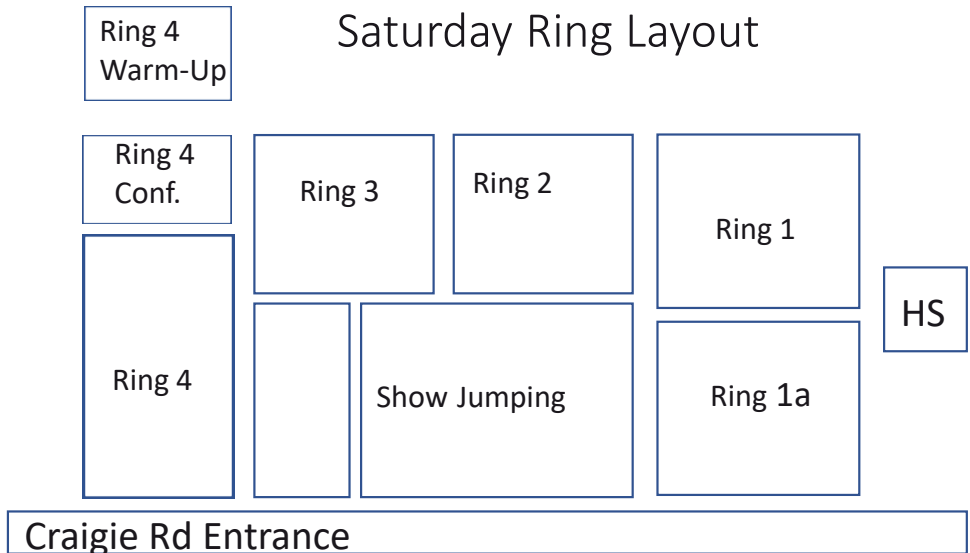 Saturday Ring Layout
Ring 4
Warm-Up
Ring 4
Conf.
Ring 3
Ring 2
Ring 1
HS
Ring 4
Show Jumping
Ring 1a
Craigie Rd Entrance